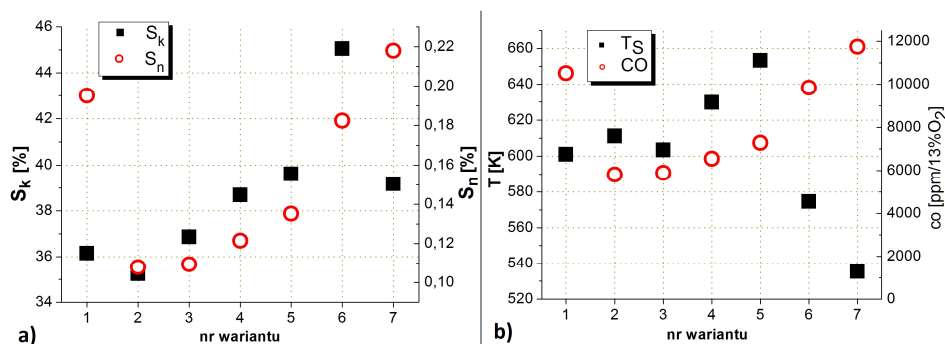 S_k
S_n
46
44
42
40
38
36
34
S_k [%]
0,22
0,20
0,18
0,16
0,14
0,12
0,10
S_n [%]
1 2 3 4 5 6 7
nr wariantu
a)
T_S
CO
660
640
620
600
580
560
540
520
T [K]
12000
10000
8000
6000
4000
2000
0
co [ppm/13%O_2]
1 2 3 4 5 6 7
nr wariantu
b)